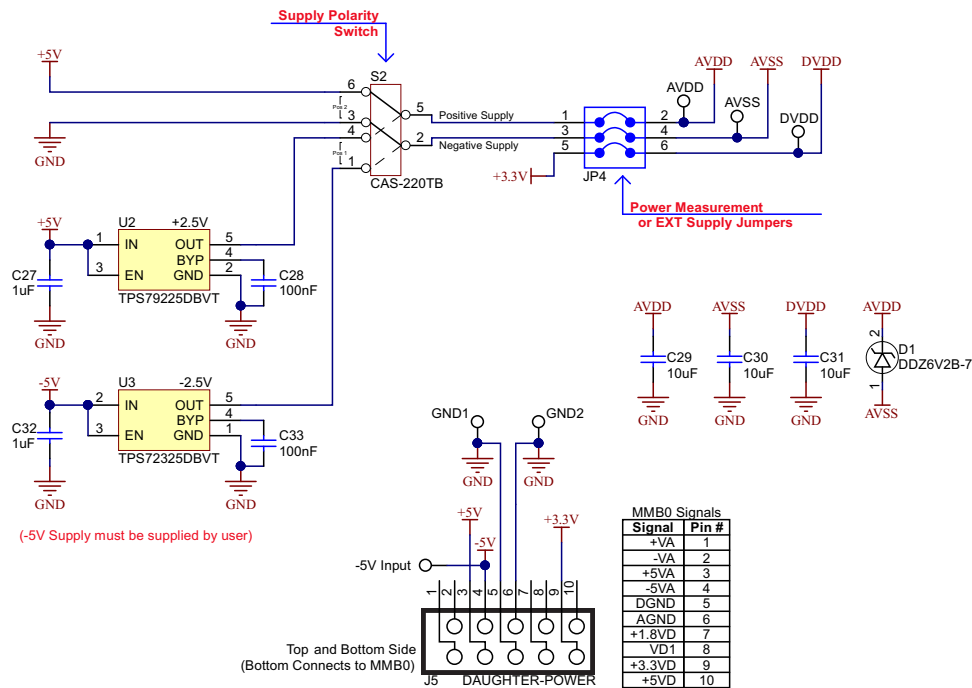 Supply Polarity
Switch
+5V
S2
6
Pos 2
3
4
Pos 1
1
5
2
CAS-220TB
GND
Positive Supply
Negative Supply
+3.3V
1
3
5
2
4
6
JP4
AVDD
AVSS
DVDD
AVDD
AVSS
DVDD
Power Measurement
or EXT Supply Jumpers
+5V
C27
1uF
GND
U2
+2.5V
1
IN
3
EN
OUT
5
BYP
4
GND
2
TPS79225DBVT
C28
100nF
GND
-5V
C32
1uF
GND
U3
-2.5V
2
IN
3
EN
OUT
5
BYP
4
GND
1
TPS72325DBVT
C33
100nF
GND
(-5V Supply must be supplied by user)
AVDD
C29
10uF
GND
AVSS
C30
10uF
GND
DVDD
C31
10uF
GND
AVDD
2
D1
DDZ6V2B-7
1
AVSS
GND1
GND
GND2
GND
+5V
-5V
+3.3V
-5V Input
1
2
3
4
5
6
7
8
9
10
Top and Bottom Side
(Bottom Connects to MMB0)
J5
DAUGHTER-POWER
MMB0 Signals
Signal Pin #
+VA 1
-VA 2
+5VA 3
-5VA 4
DGND 5
AGND 6
+1.8VD 7
VD1 8
+3.3VD 9
+5VD 10